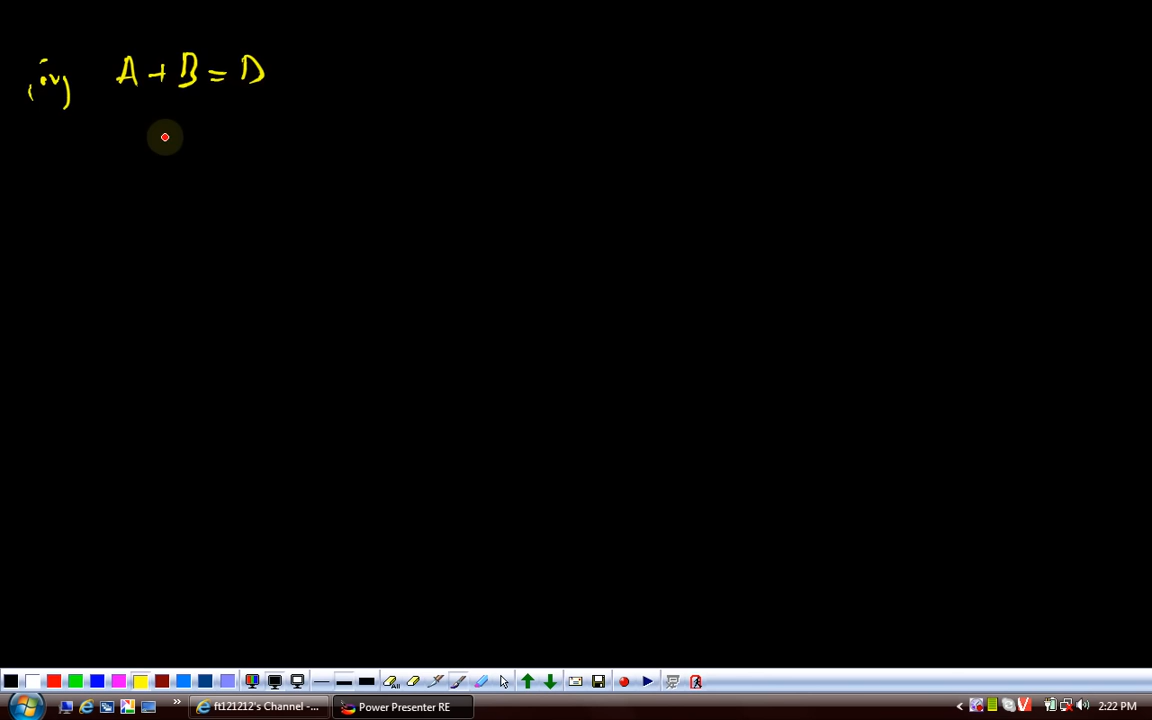 iv) A + B = D
ft121212's Channel -...
Power Presenter RE
2:22 PM